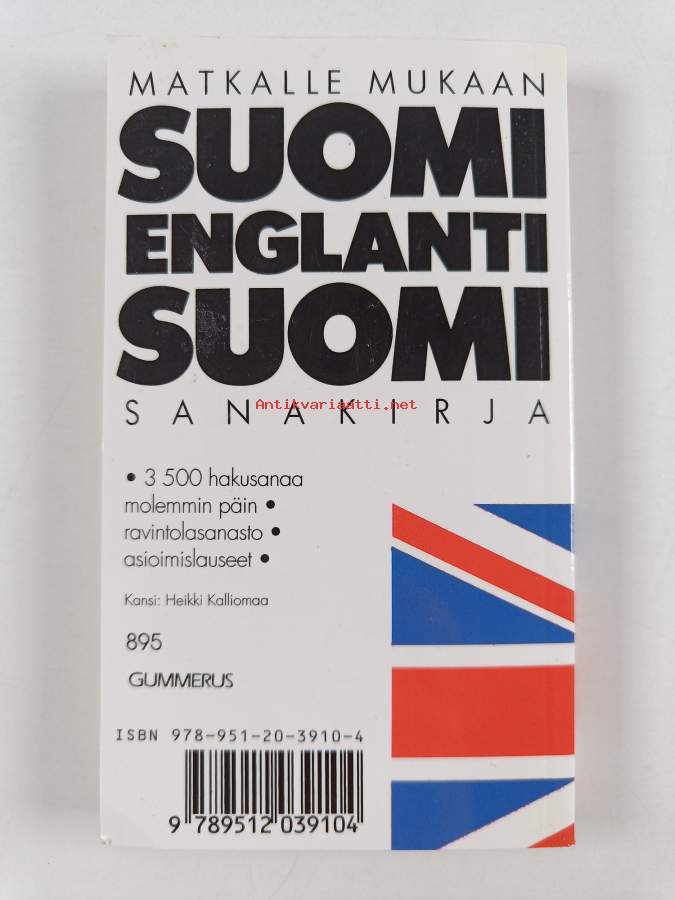 MATKALLE MUKAAN
SUOMI
ENGLANTI
SUOMI
SANAKIRJA
Antikvariaatti.net
• 3 500 hakusanaa
molemmin päin •
ravintolasanasto •
asioimislauseet •
Kansi: Heikki Kalliomaa
895
GUMMERUS
ISBN 978-951-20-3910-4
9 789512 039104